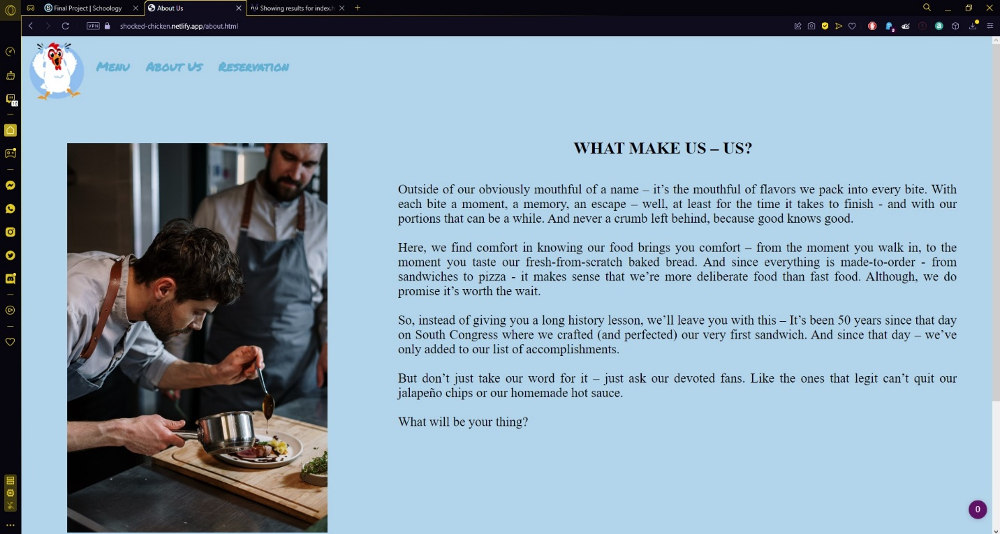 Final Project | Schoology
About Us
nu Showing results for index.h
VPN
shocked-chicken.netlify.app/about.html
0
10
Menu About Us Reservation
WHAT MAKE US – US?
Outside of our obviously mouthful of a name – it’s the mouthful of flavors we pack into every bite. With
each bite a moment, a memory, an escape – well, at least for the time it takes to finish - and with our
portions that can be a while. And never a crumb left behind, because good knows good.
Here, we find comfort in knowing our food brings you comfort – from the moment you walk in, to the
moment you taste our fresh-from-scratch baked bread. And since everything is made-to-order - from
sandwiches to pizza - it makes sense that we’re more deliberate food than fast food. Although, we do
promise it’s worth the wait.
So, instead of giving you a long history lesson, we’ll leave you with this – It’s been 50 years since that day
on South Congress where we crafted (and perfected) our very first sandwich. And since that day – we’ve
only added to our list of accomplishments.
But don’t just take our word for it – just ask our devoted fans. Like the ones that legit can’t quit our
jalapeño chips or our homemade hot sauce.
What will be your thing?
0